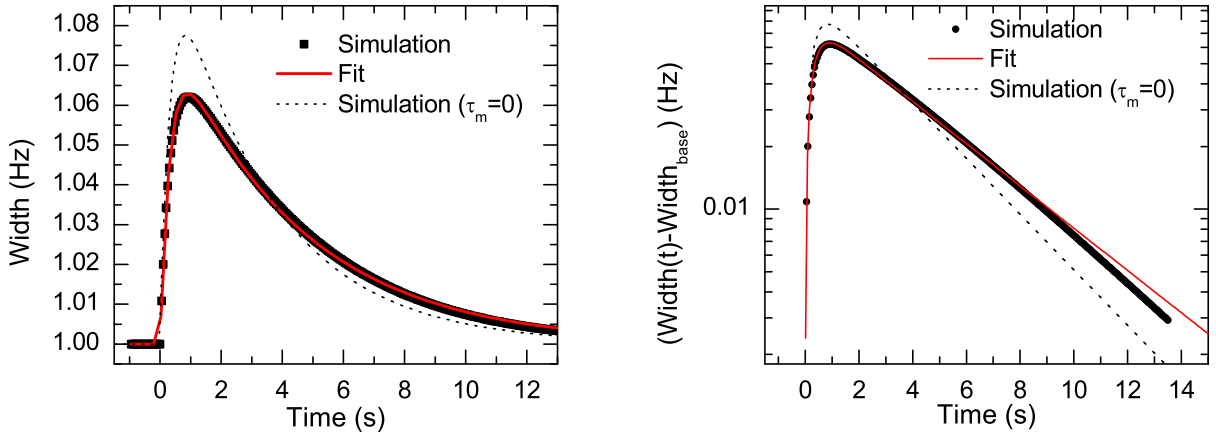 1.08
1.07
1.06
1.05
1.04
1.03
1.02
1.01
1.00
Width (Hz)
0 2 4 6 8 10 12
Time (s)
Simulation
Fit
Simulation (τm=0)
0.01
(Width(t)-Widthbase) (Hz)
0 2 4 6 8 10 12 14
Time (s)
Simulation
Fit
Simulation (τm=0)